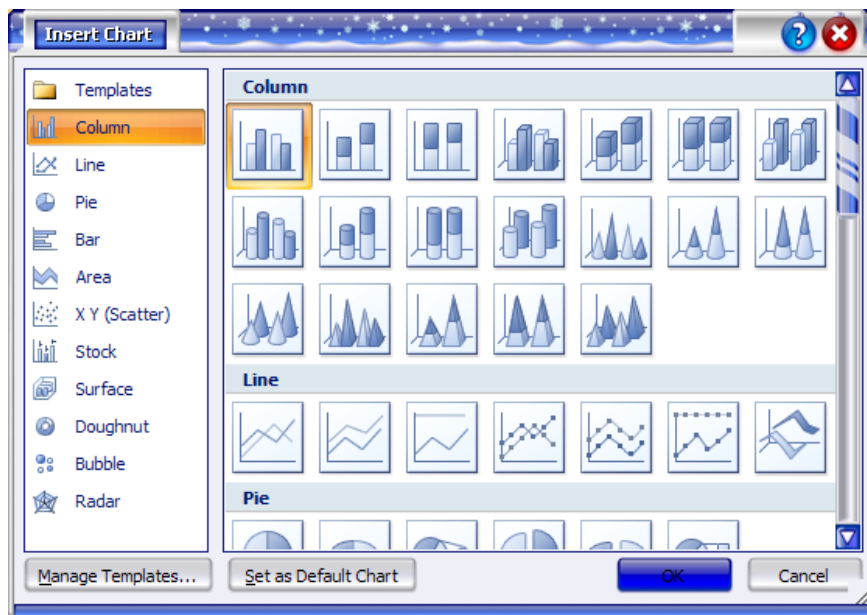 Insert Chart
Templates
Column
Line
Pie
Bar
Area
X Y (Scatter)
Stock
Surface
Doughnut
Bubble
Radar
Column
Line
Pie
Manage Templates...
Set as Default Chart
OK
Cancel